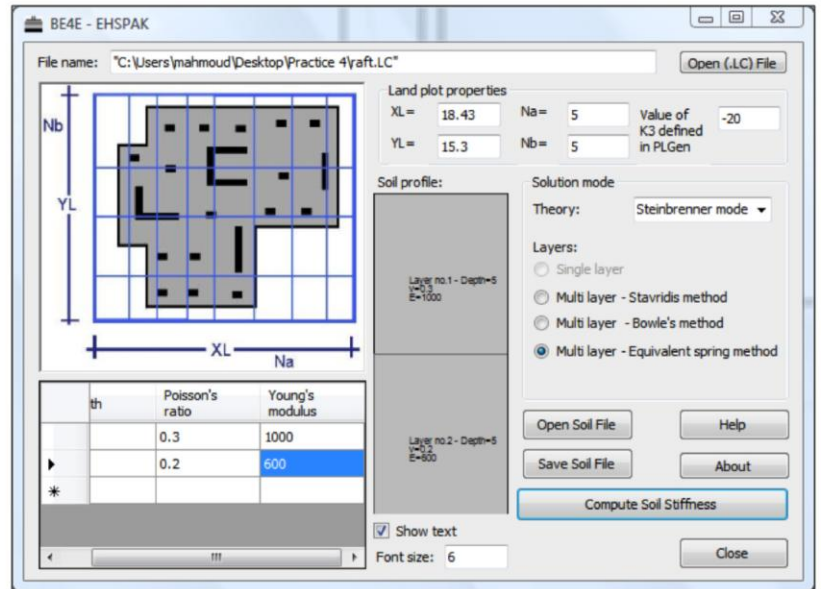 BE4E - EHSPAK
File name: "C:\Users\mahmoud\Desktop\Practice 4\raft.LC" Open (.LC) File
Nb
YL
XL
Na
Land plot properties
XL= 18.43 Na= 5 Value of K3 defined in PLGen -20
YL= 15.3 Nb= 5
Soil profile:
Layer no.1 - Depth=5
v=0.3
E=1000
Layer no.2 - Depth=5
v=0.2
E=600
Solution mode
Theory: Steinbrenner mode
Layers:
Single layer
Multi layer - Stavridis method
Multi layer - Bowle's method
Multi layer - Equivalent spring method
th Poisson's ratio Young's modulus
0.3 1000
0.2 600
Show text
Font size: 6
Open Soil File Help
Save Soil File About
Compute Soil Stiffness
Close